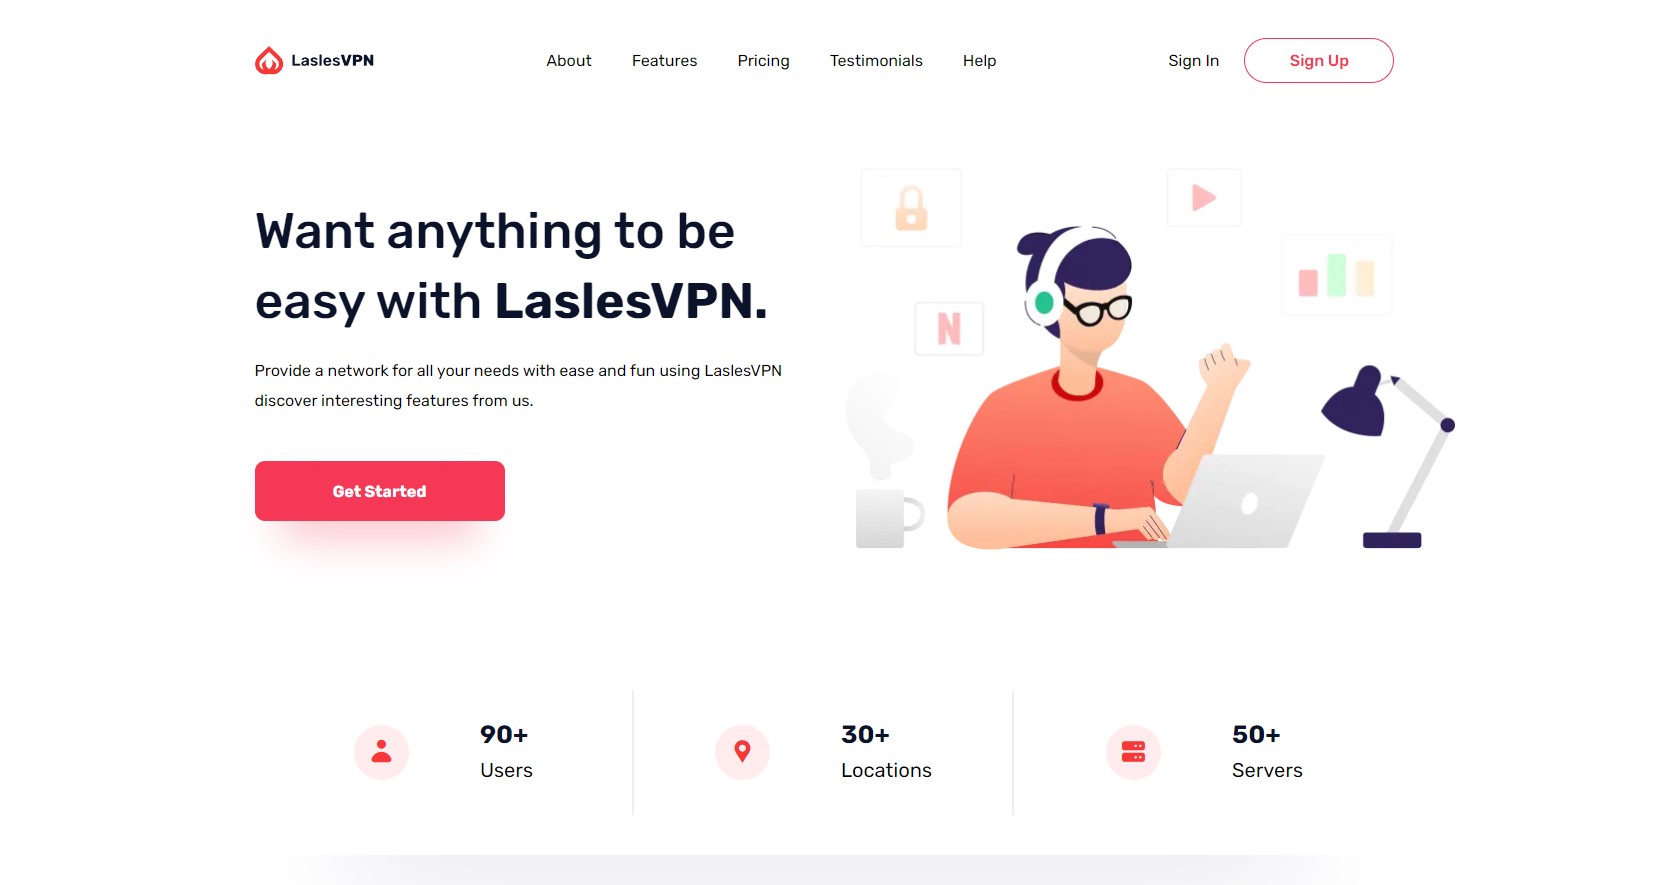 LaslesVPN
About Features Pricing Testimonials Help
Sign In Sign Up
Want anything to be
easy with LaslesVPN.
Provide a network for all your needs with ease and fun using LaslesVPN
discover interesting features from us.
Get Started
N
90+
Users
30+
Locations
50+
Servers